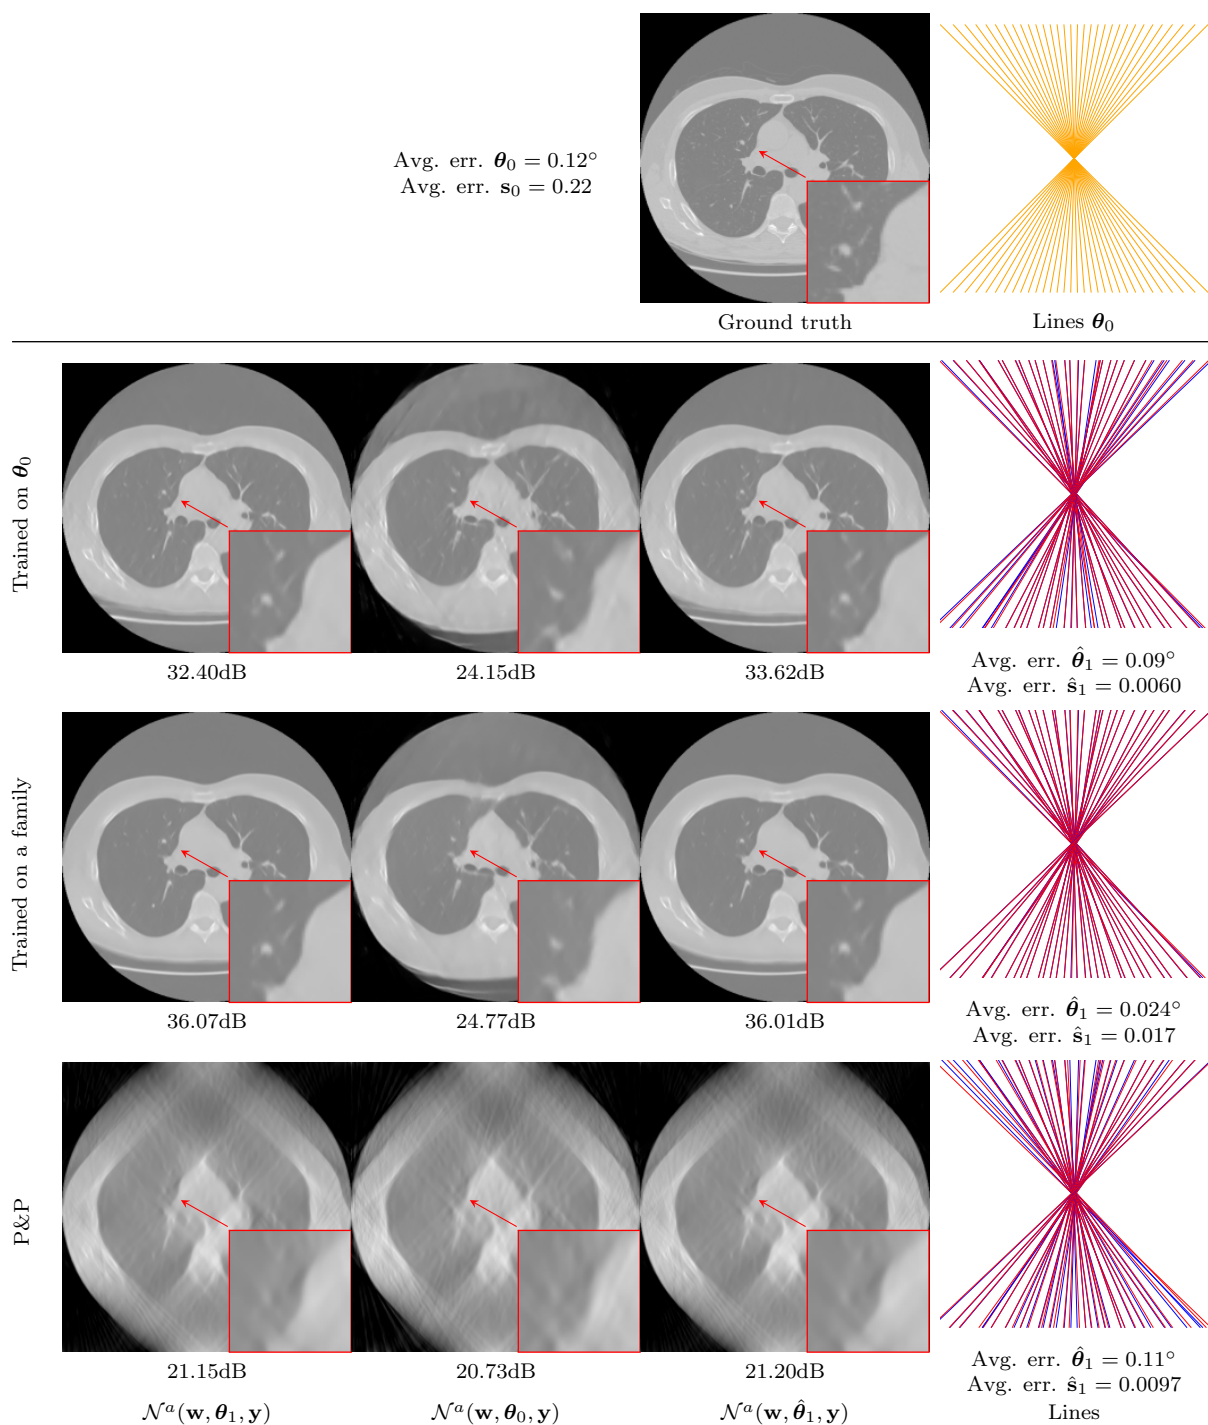 Avg. err. θ₀ = 0.12°
Avg. err. s₀ = 0.22
Ground truth
Lines θ₀
Trained on θ₀
32.40dB
24.15dB
33.62dB
Avg. err. θ̂₁ = 0.09°
Avg. err. ŝ₁ = 0.0060
Trained on a family
36.07dB
24.77dB
36.01dB
Avg. err. θ̂₁ = 0.024°
Avg. err. ŝ₁ = 0.017
P&P
21.15dB
20.73dB
21.20dB
Avg. err. θ̂₁ = 0.11°
Avg. err. ŝ₁ = 0.0097
𝒩ᵃ(w, θ₁, y)
𝒩ᵃ(w, θ₀, y)
𝒩ᵃ(w, θ̂₁, y)
Lines